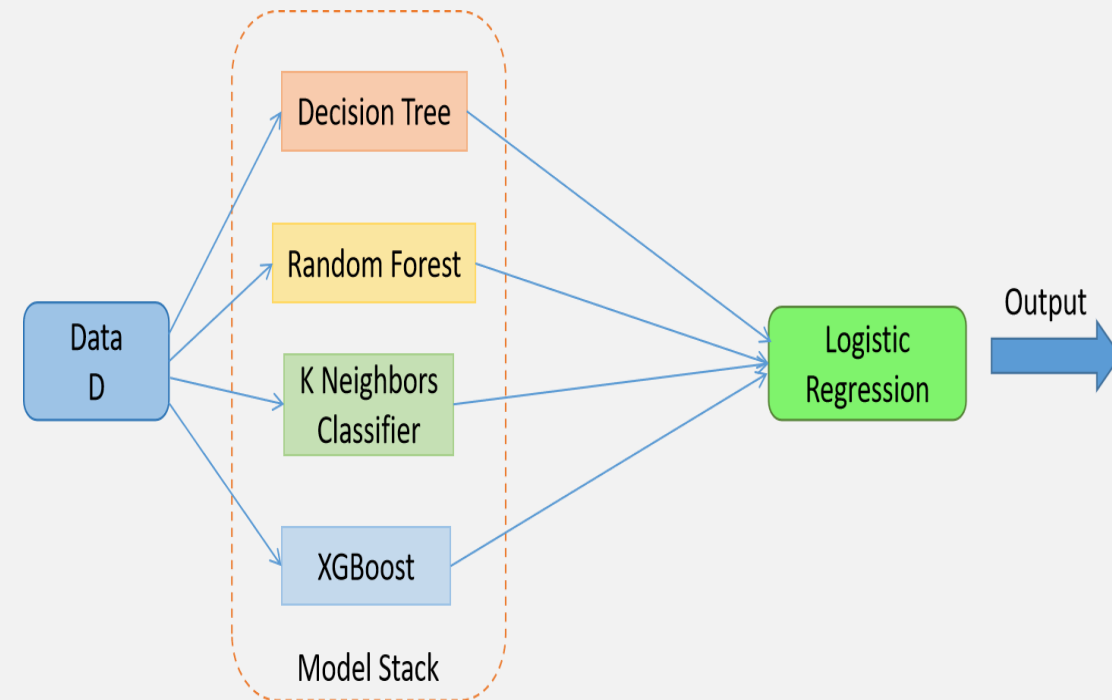 Decision Tree
Random Forest
Data
D
K Neighbors
Classifier
XGBoost
Model Stack
Logistic
Regression
Output